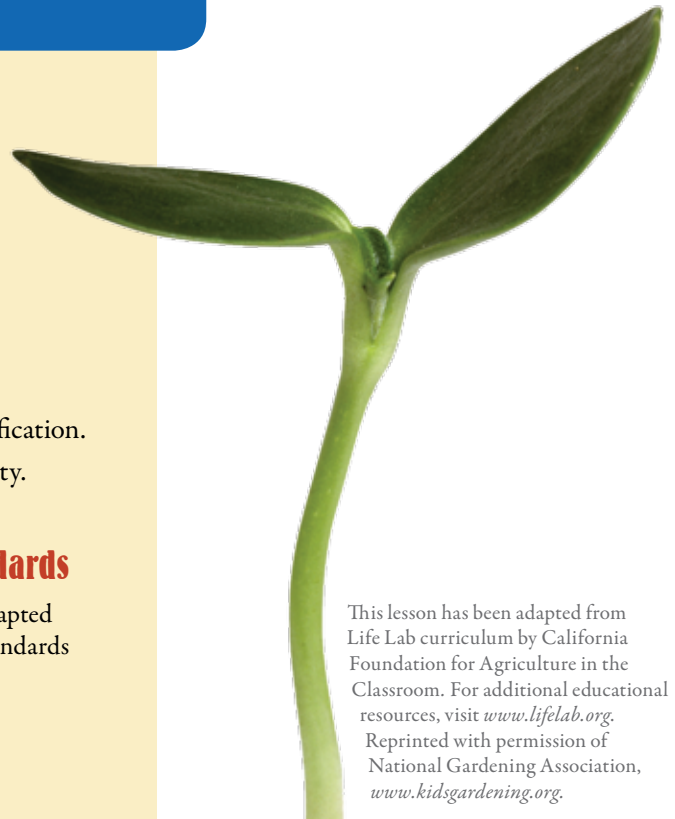 fication.
ty.
dards
apted
ndards
This lesson has been adapted from
Life Lab curriculum by California
Foundation for Agriculture in the
Classroom. For additional educational
resources, visit www.lifelab.org.
Reprinted with permission of
National Gardening Association,
www.kidsgardening.org.